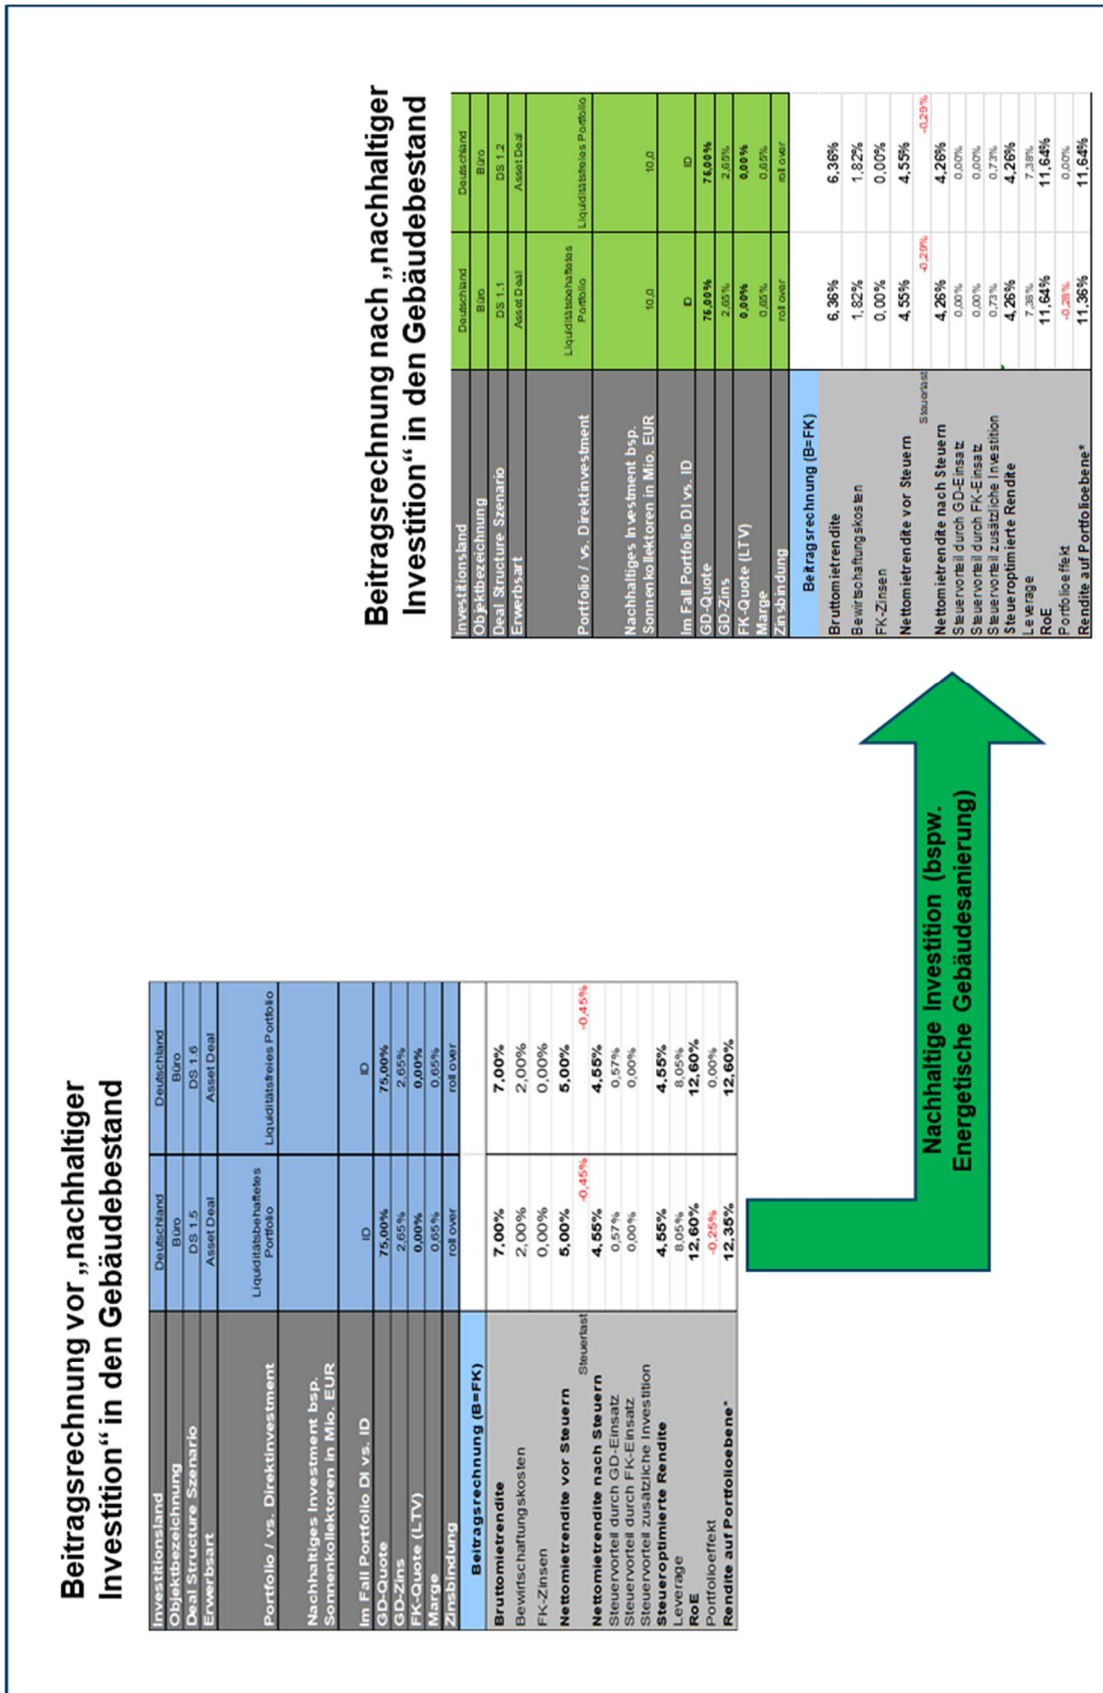 Beitragsrechnung vor „nachhaltiger
Investition“ in den Gebäudebestand
Investitionsland Deutschland Deutschland
Objektbezeichnung Büro Büro
Deal Structure Szenario DS 1.5 DS 1.6
Erwerbsart Asset Deal Asset Deal
Portfolio / vs. Direktinvestment Liquiditätsbehaftetes Portfolio Liquiditätsfreies Portfolio
Nachhaltiges Investment bsp.
Sonnenkollektoren in Mio. EUR
Im Fall Portfolio DI vs. ID ID ID
GD-Quote 75,00% 75,00%
GD-Zins 2,65% 2,65%
FK-Quote (LTV) 0,00% 0,00%
Marge 0,65% 0,65%
Zinsbindung roll over roll over
Beitragsrechnung (B=FK)
Bruttomietrendite 7,00% 7,00%
Bewirtschaftungskosten 2,00% 2,00%
FK-Zinsen 0,00% 0,00%
Nettomietrendite vor Steuern 5,00% 5,00%
Steuerlast -0,45% -0,45%
Nettomietrendite nach Steuern 4,55% 4,55%
Steuervorteil durch GD-Einsatz 0,57% 0,57%
Steuervorteil durch FK-Einsatz 0,00% 0,00%
Steuervorteil zusätzliche Investition
Steueroptimierte Rendite 4,55% 4,55%
Leverage 8,05% 8,05%
RoE 12,60% 12,60%
Portfolioeffekt -0,25% 0,00%
Rendite auf Portfolioebene* 12,35% 12,60%
Nachhaltige Investition (bspw.
Energetische Gebäudesanierung)
Beitragsrechnung nach „nachhaltiger
Investition“ in den Gebäudebestand
Investitionsland Deutschland Deutschland
Objektbezeichnung Büro Büro
Deal Structure Szenario DS 1.1 DS 1.2
Erwerbsart Asset Deal Asset Deal
Portfolio / vs. Direktinvestment Liquiditätsbehaftetes Portfolio Liquiditätsfreies Portfolio
Nachhaltiges Investment bsp.
Sonnenkollektoren in Mio. EUR 10,0 10,0
Im Fall Portfolio DI vs. ID ID ID
GD-Quote 75,00% 75,00%
GD-Zins 2,65% 2,65%
FK-Quote (LTV) 0,00% 0,00%
Marge 0,65% 0,65%
Zinsbindung roll over roll over
Beitragsrechnung (B=FK)
Bruttomietrendite 6,36% 6,36%
Bewirtschaftungskosten 1,82% 1,82%
FK-Zinsen 0,00% 0,00%
Nettomietrendite vor Steuern 4,55% 4,55%
Steuerlast -0,29% -0,29%
Nettomietrendite nach Steuern 4,26% 4,26%
Steuervorteil durch GD-Einsatz 0,00% 0,00%
Steuervorteil durch FK-Einsatz 0,00% 0,00%
Steuervorteil zusätzliche Investition 0,73% 0,73%
Steueroptimierte Rendite 4,26% 4,26%
Leverage 7,38% 7,38%
RoE 11,64% 11,64%
Portfolioeffekt -0,28% 0,00%
Rendite auf Portfolioebene* 11,36% 11,64%